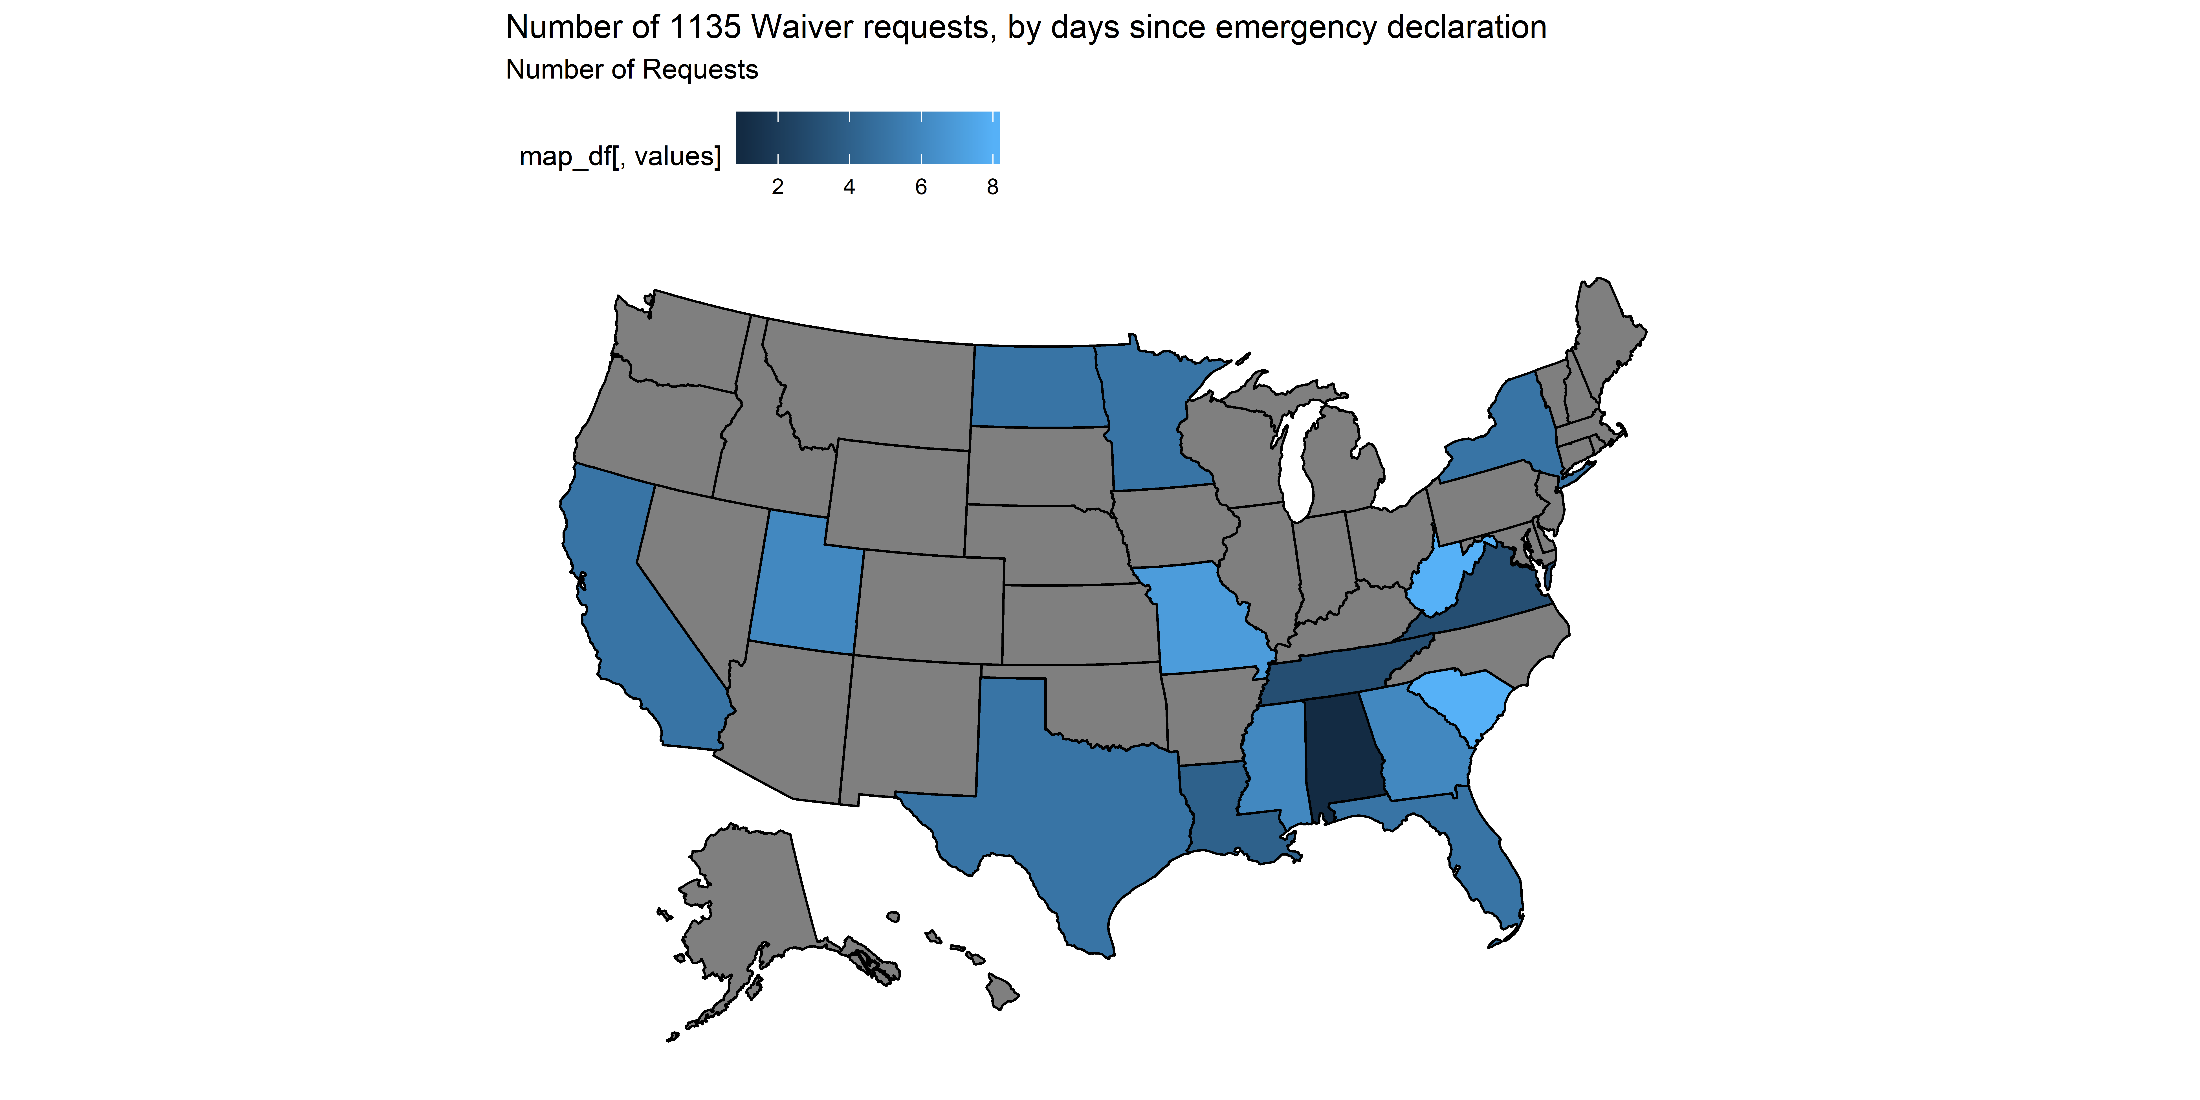 Number of 1135 Waiver requests, by days since emergency declaration
Number of Requests
map_df[, values]
2 4 6 8